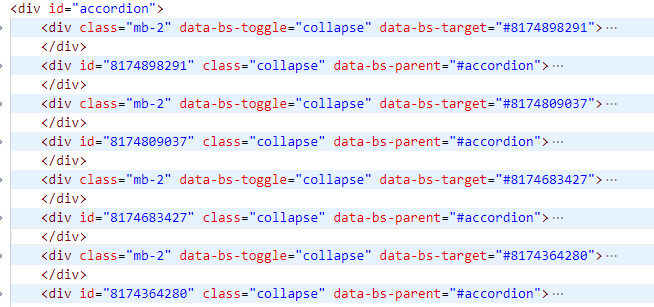 <div id="accordion">
<div class="mb-2" data-bs-toggle="collapse" data-bs-target="#8174898291">⋯
</div>
<div id="8174898291" class="collapse" data-bs-parent="#accordion">⋯
</div>
<div class="mb-2" data-bs-toggle="collapse" data-bs-target="#8174809037">⋯
</div>
<div id="8174809037" class="collapse" data-bs-parent="#accordion">⋯
</div>
<div class="mb-2" data-bs-toggle="collapse" data-bs-target="#8174683427">⋯
</div>
<div id="8174683427" class="collapse" data-bs-parent="#accordion">⋯
</div>
<div class="mb-2" data-bs-toggle="collapse" data-bs-target="#8174364280">⋯
</div>
<div id="8174364280" class="collapse" data-bs-parent="#accordion">⋯